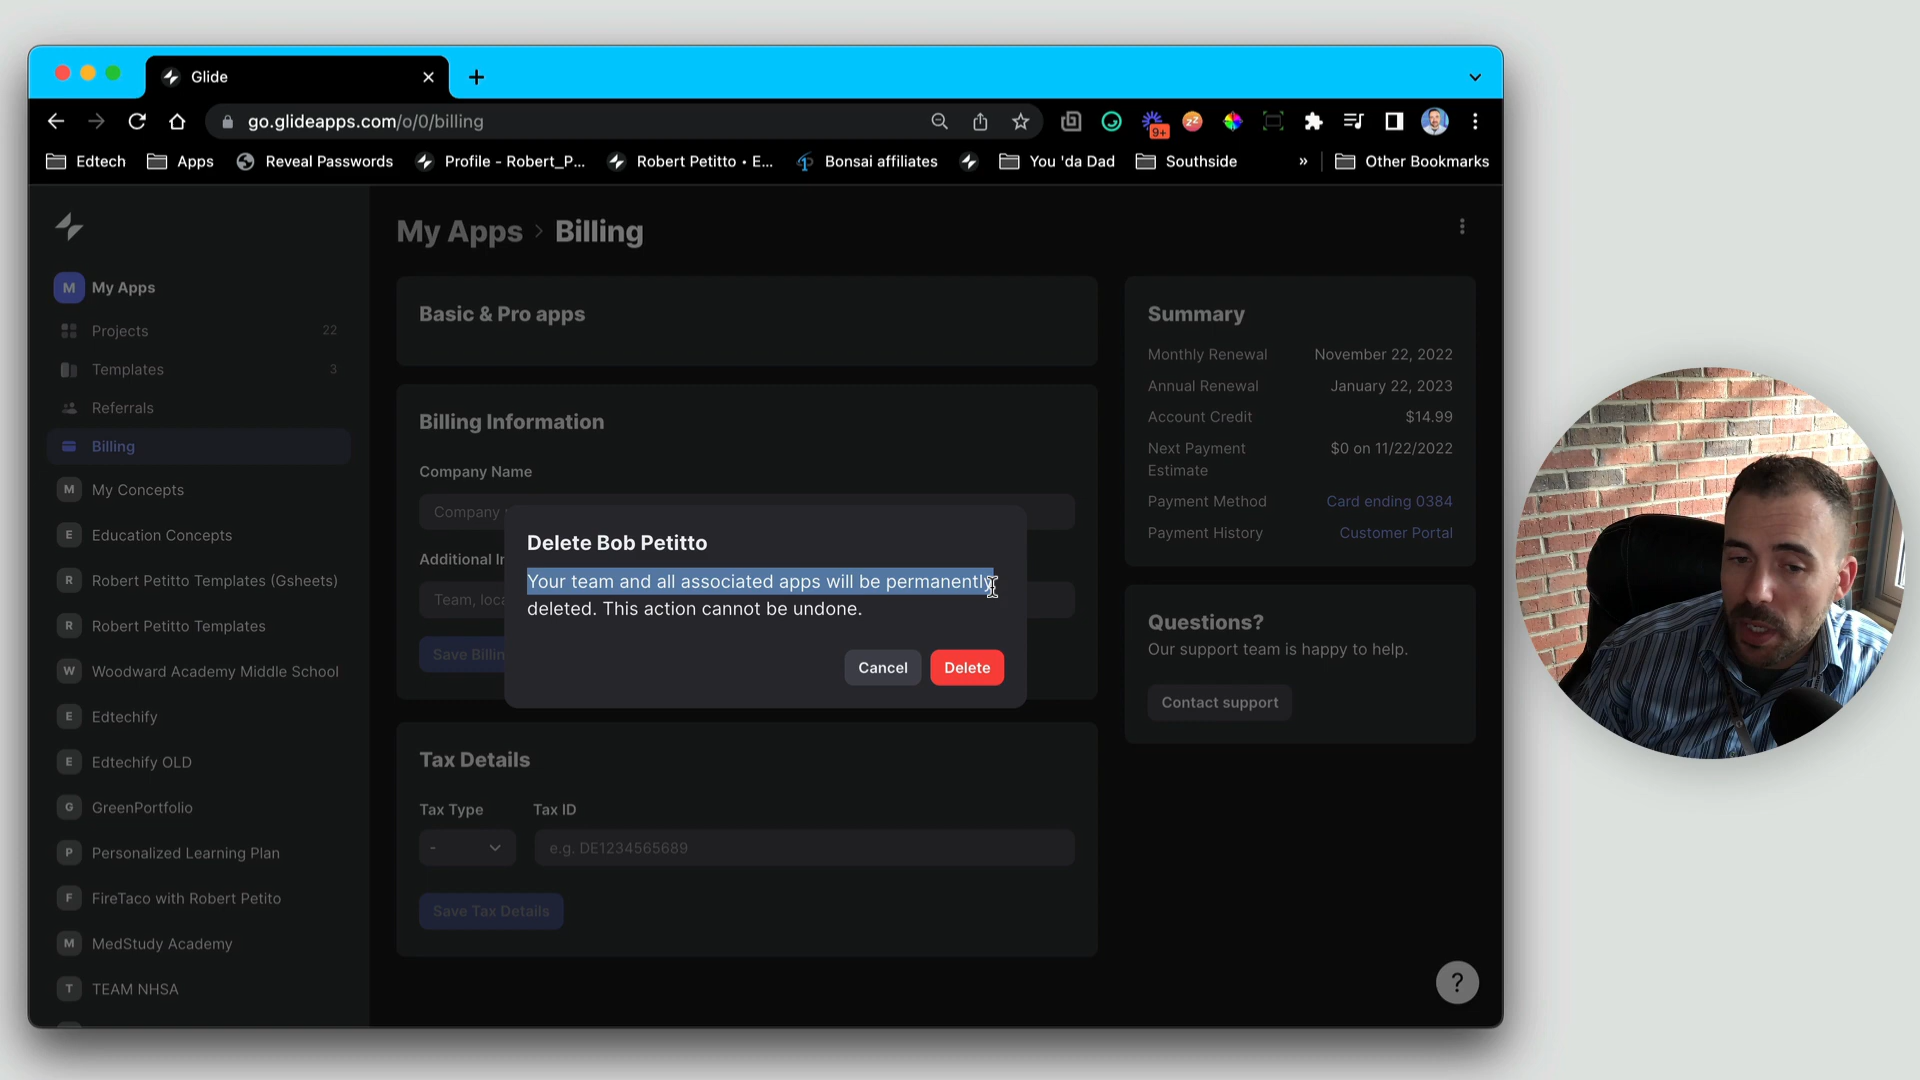 Glide
go.glideapps.com/o/0/billing
9+
zz
Edtech
Apps
Reveal Passwords
Profile - Robert_P...
Robert Petitto • E...
Bonsai affiliates
You 'da Dad
Southside
»
Other Bookmarks
M My Apps
Projects 22
Templates 3
Referrals
Billing
M My Concepts
E Education Concepts
R Robert Petitto Templates (Gsheets)
R Robert Petitto Templates
W Woodward Academy Middle School
E Edtechify
E Edtechify OLD
G GreenPortfolio
P Personalized Learning Plan
F FireTaco with Robert Petito
M MedStudy Academy
T TEAM NHSA
My Apps > Billing
Basic & Pro apps
Billing Information
Company Name
Company
Additional In
Team, loca
Save Billin
Delete Bob Petitto
Your team and all associated apps will be permanently
deleted. This action cannot be undone.
Cancel
Delete
Tax Details
Tax Type
Tax ID
-
e.g. DE1234565689
Save Tax Details
Summary
Monthly Renewal November 22, 2022
Annual Renewal January 22, 2023
Account Credit $14.99
Next Payment $0 on 11/22/2022
Estimate
Payment Method Card ending 0384
Payment History Customer Portal
Questions?
Our support team is happy to help.
Contact support
?